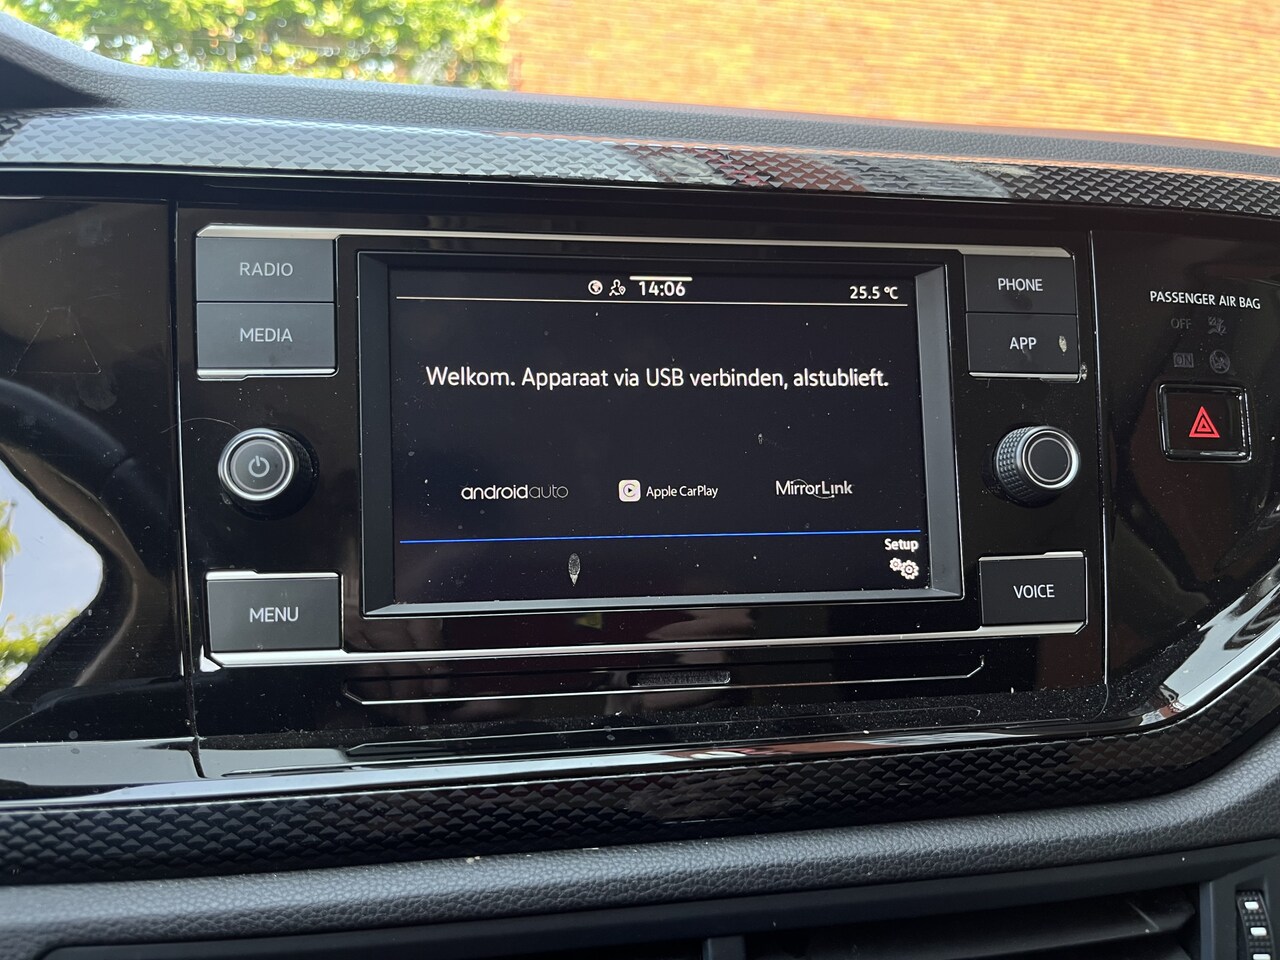 RADIO
MEDIA
MENU
14:06
25.5 °C
Welkom. Apparaat via USB verbinden, alstublieft.
androidauto
Apple CarPlay
MirrorLink
Setup
PHONE
APP
VOICE
PASSENGER AIR BAG
OFF
ON